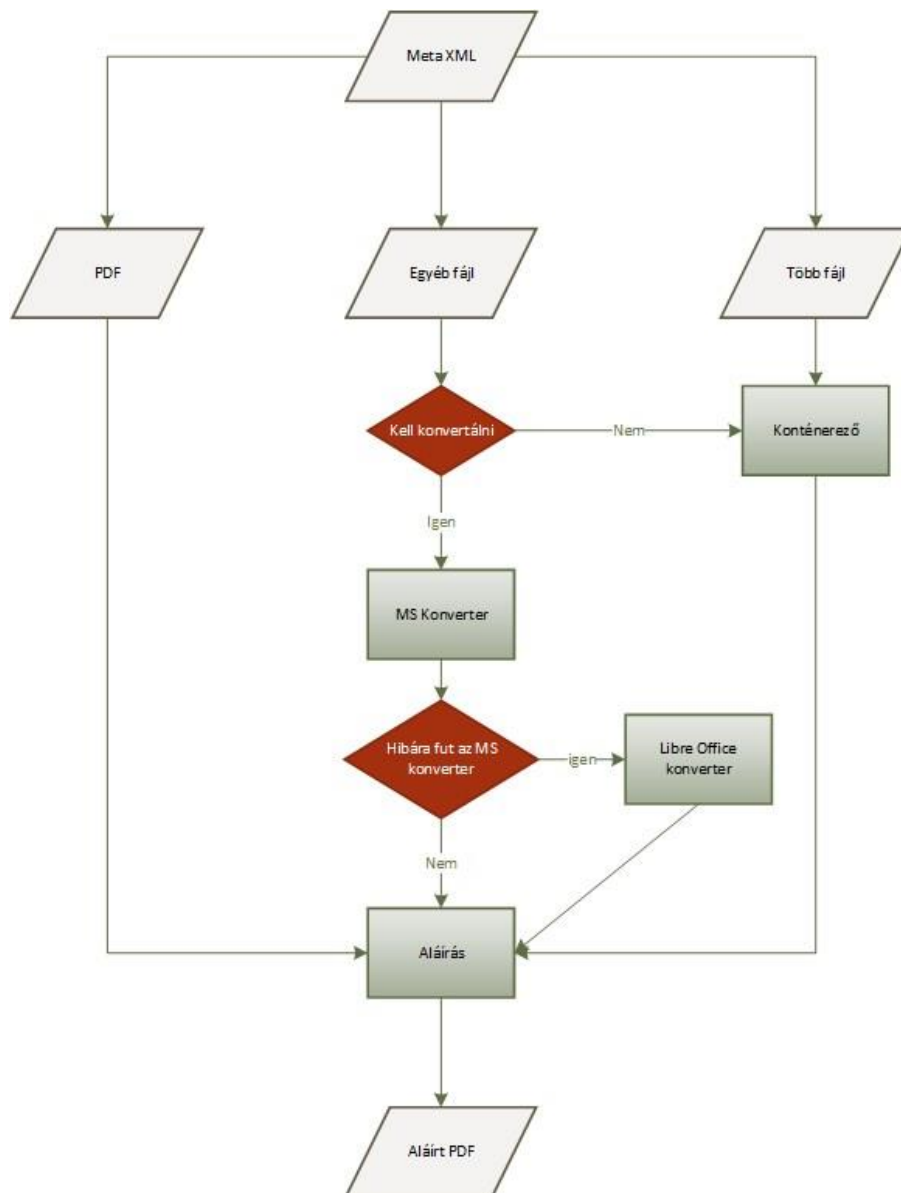 Meta XML
PDF
Egyéb fájl
Több fájl
Kell konvertálni
Nem
Konténerező
Igen
MS Konverter
Hibára fut az MS
konverter
igen
Libre Office
konverter
Nem
Aláírás
Aláírt PDF